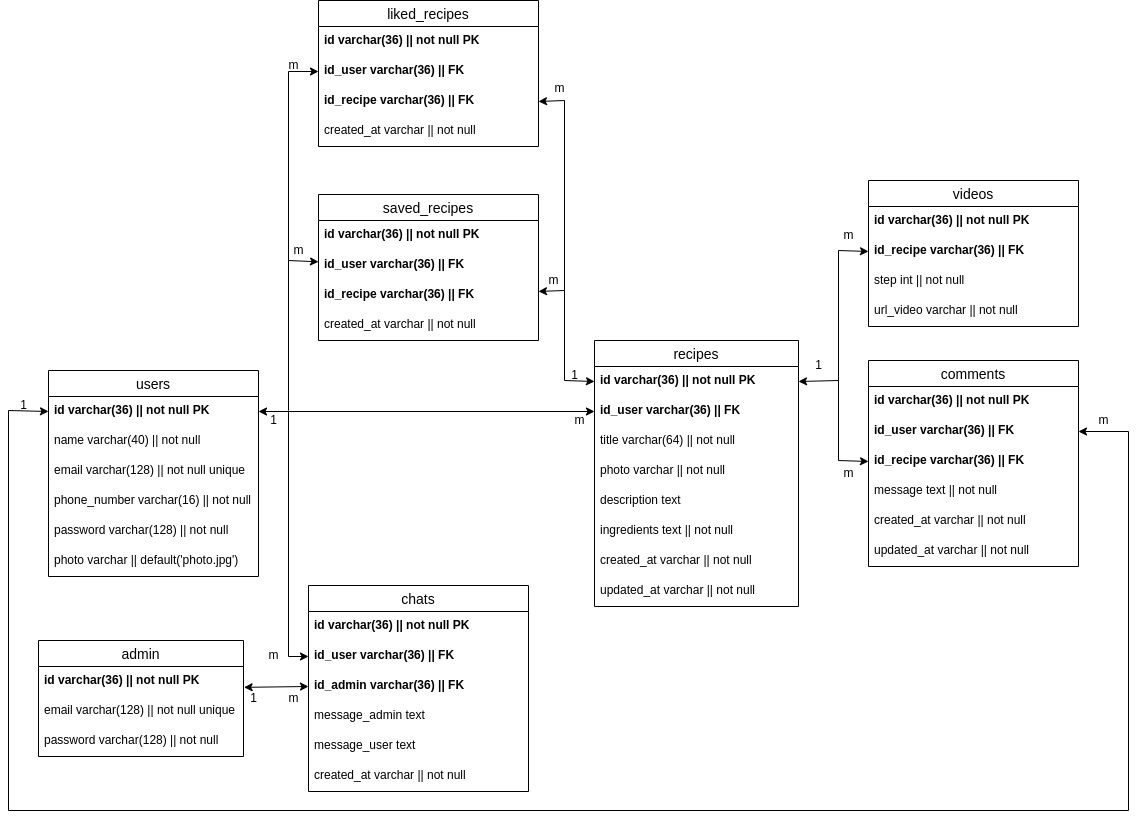 liked_recipes
id varchar(36) || not null PK
id_user varchar(36) || FK
id_recipe varchar(36) || FK
created_at varchar || not null
m
m
saved_recipes
id varchar(36) || not null PK
id_user varchar(36) || FK
id_recipe varchar(36) || FK
created_at varchar || not null
m
m
videos
id varchar(36) || not null PK
id_recipe varchar(36) || FK
step int || not null
url_video varchar || not null
m
users
id varchar(36) || not null PK
name varchar(40) || not null
email varchar(128) || not null unique
phone_number varchar(16) || not null
password varchar(128) || not null
photo varchar || default('photo.jpg')
1
1
m
1
recipes
id varchar(36) || not null PK
id_user varchar(36) || FK
title varchar(64) || not null
photo varchar || not null
description text
ingredients text || not null
created_at varchar || not null
updated_at varchar || not null
1
comments
id varchar(36) || not null PK
id_user varchar(36) || FK
id_recipe varchar(36) || FK
message text || not null
created_at varchar || not null
updated_at varchar || not null
m
m
admin
id varchar(36) || not null PK
email varchar(128) || not null unique
password varchar(128) || not null
m
1
m
chats
id varchar(36) || not null PK
id_user varchar(36) || FK
id_admin varchar(36) || FK
message_admin text
message_user text
created_at varchar || not null